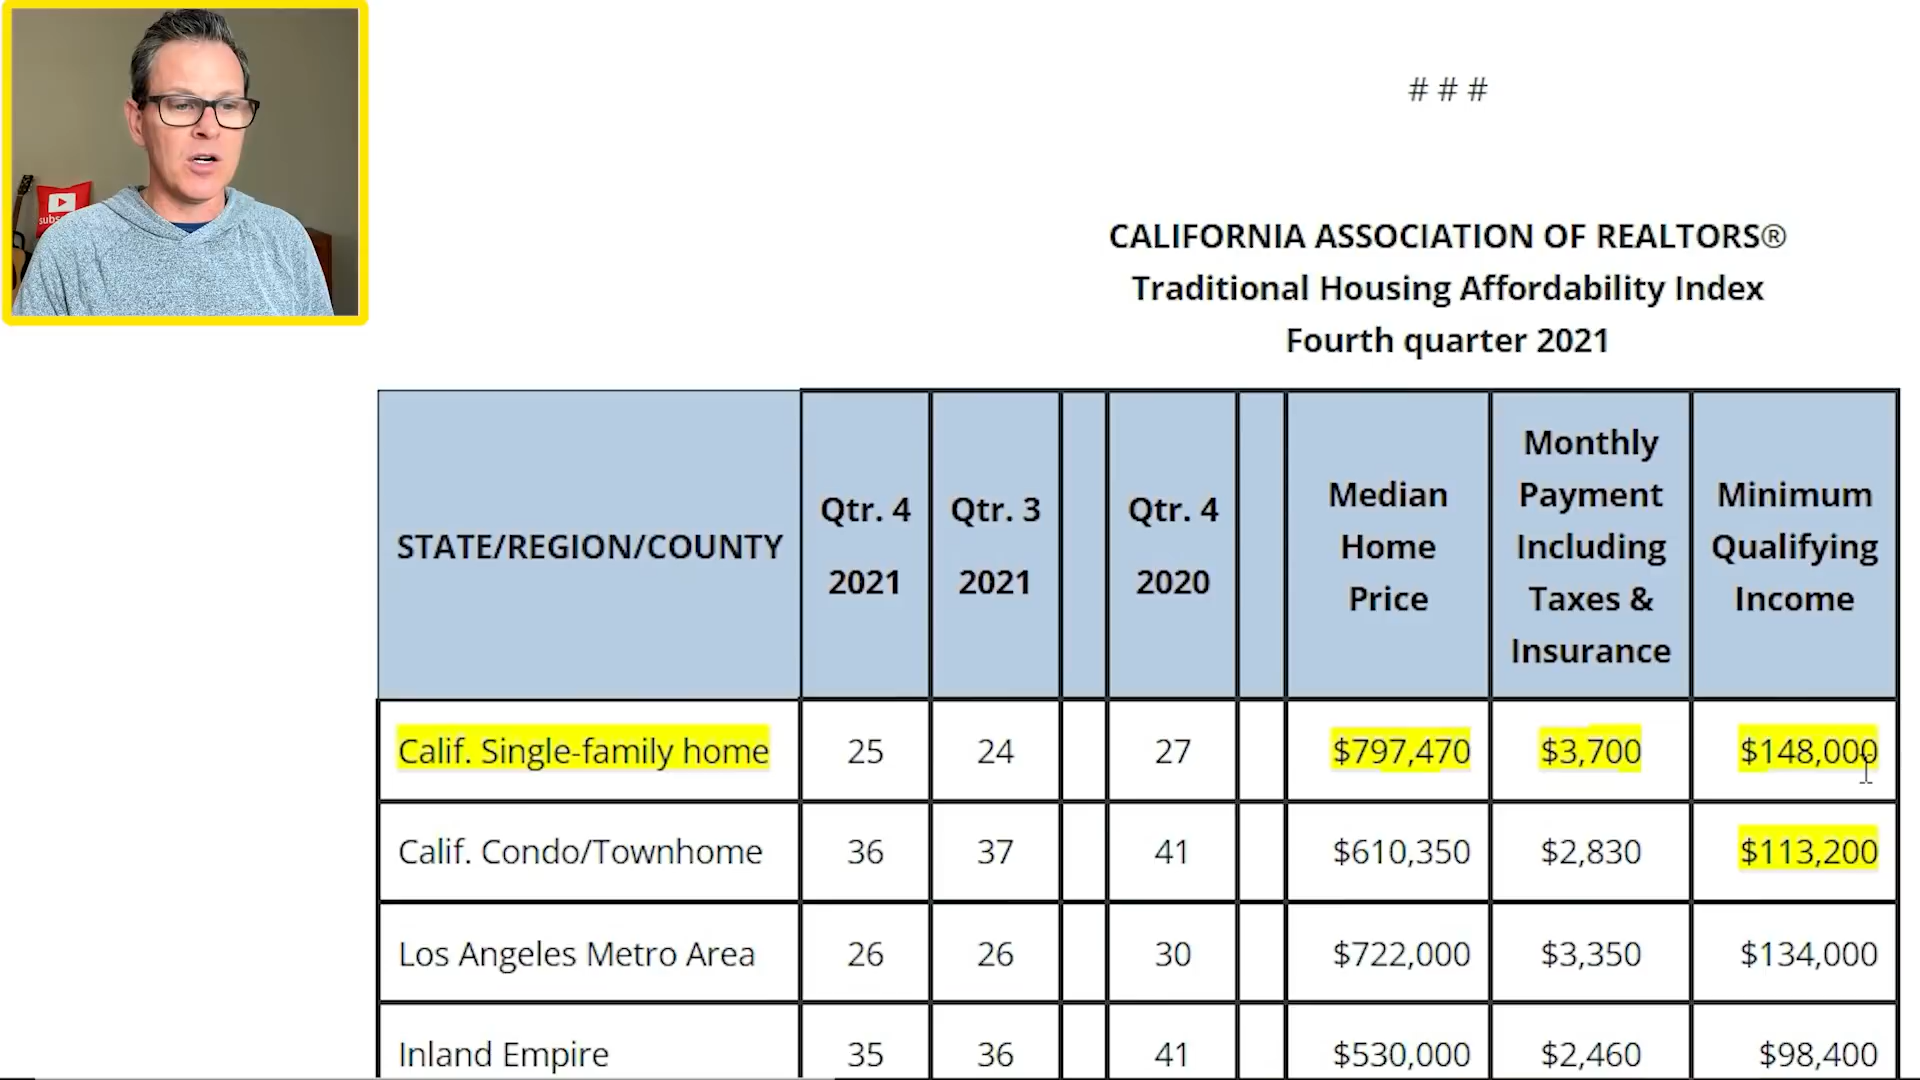 # # #
CALIFORNIA ASSOCIATION OF REALTORS®
Traditional Housing Affordability Index
Fourth quarter 2021
STATE/REGION/COUNTY Qtr. 4 2021 Qtr. 3 2021 Qtr. 4 2020 Median Home Price Monthly Payment Including Taxes & Insurance Minimum Qualifying Income
Calif. Single-family home 25 24 27 $797,470 $3,700 $148,000
Calif. Condo/Townhome 36 37 41 $610,350 $2,830 $113,200
Los Angeles Metro Area 26 26 30 $722,000 $3,350 $134,000
Inland Empire 35 36 41 $530,000 $2,460 $98,400